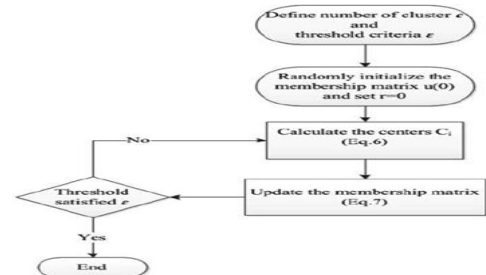 Define number of cluster c
and
threshold criteria ε
Randomly initialize the
membership matrix u(0)
and set r=0
Calculate the centers Cᵢ
(Eq.6)
Update the membership matrix
(Eq.7)
No
Threshold
satisfied ε
Yes
End